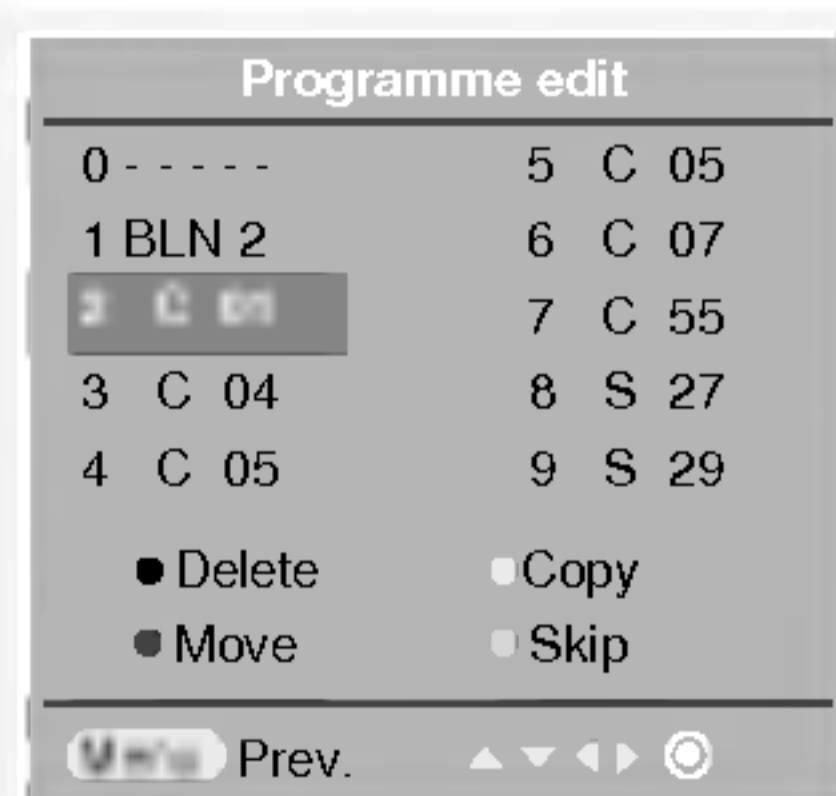 Programme edit
0 - - - - -
1 BLN 2
3 C 04
4 C 05
5 C 05
6 C 07
7 C 55
8 S 27
9 S 29
Delete
Copy
Move
Skip
Prev.